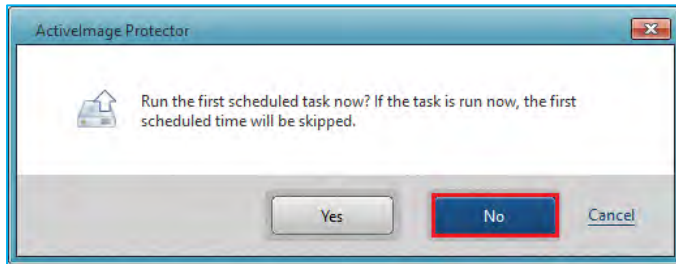 ActiveImage Protector
Run the first scheduled task now? If the task is run now, the first
scheduled time will be skipped.
Yes
No
Cancel